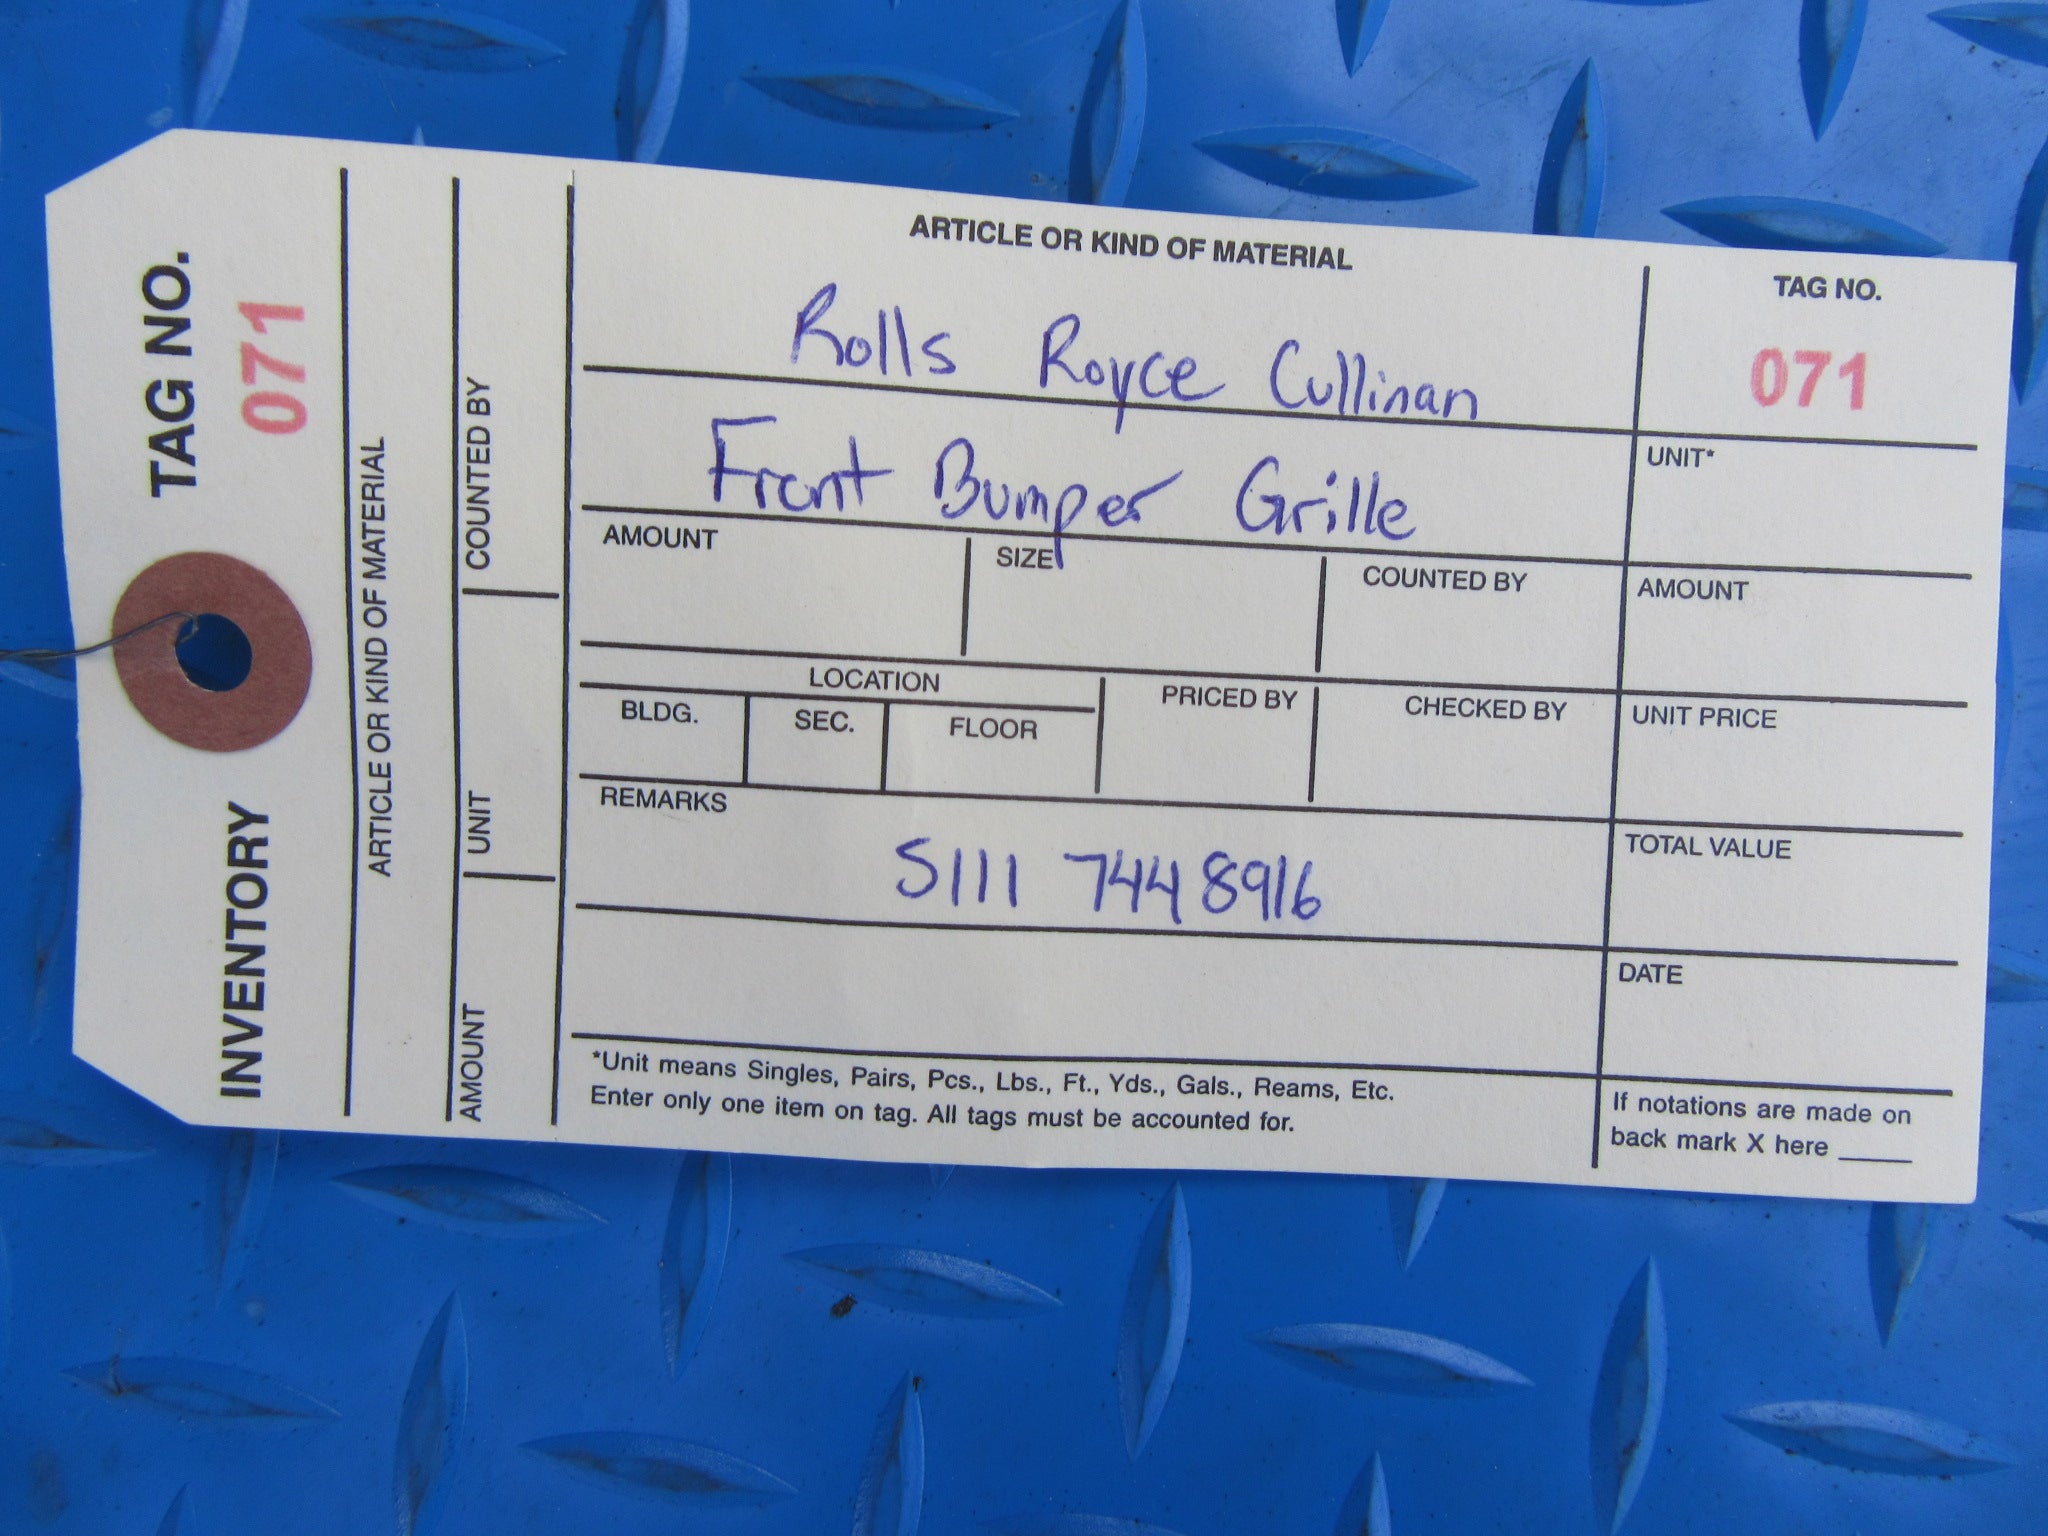 TAG NO.
071
INVENTORY
ARTICLE OR KIND OF MATERIAL
COUNTED BY
UNIT
AMOUNT
ARTICLE OR KIND OF MATERIAL
Rolls Royce Cullinan
Front Bumper Grille
TAG NO.
071
UNIT*
AMOUNT SIZE COUNTED BY
AMOUNT
LOCATION
BLDG. SEC. FLOOR
PRICED BY CHECKED BY
UNIT PRICE
REMARKS
5111 7448916
TOTAL VALUE
DATE
*Unit means Singles, Pairs, Pcs., Lbs., Ft., Yds., Gals., Reams, Etc.
Enter only one item on tag. All tags must be accounted for.
If notations are made on
back mark X here ____